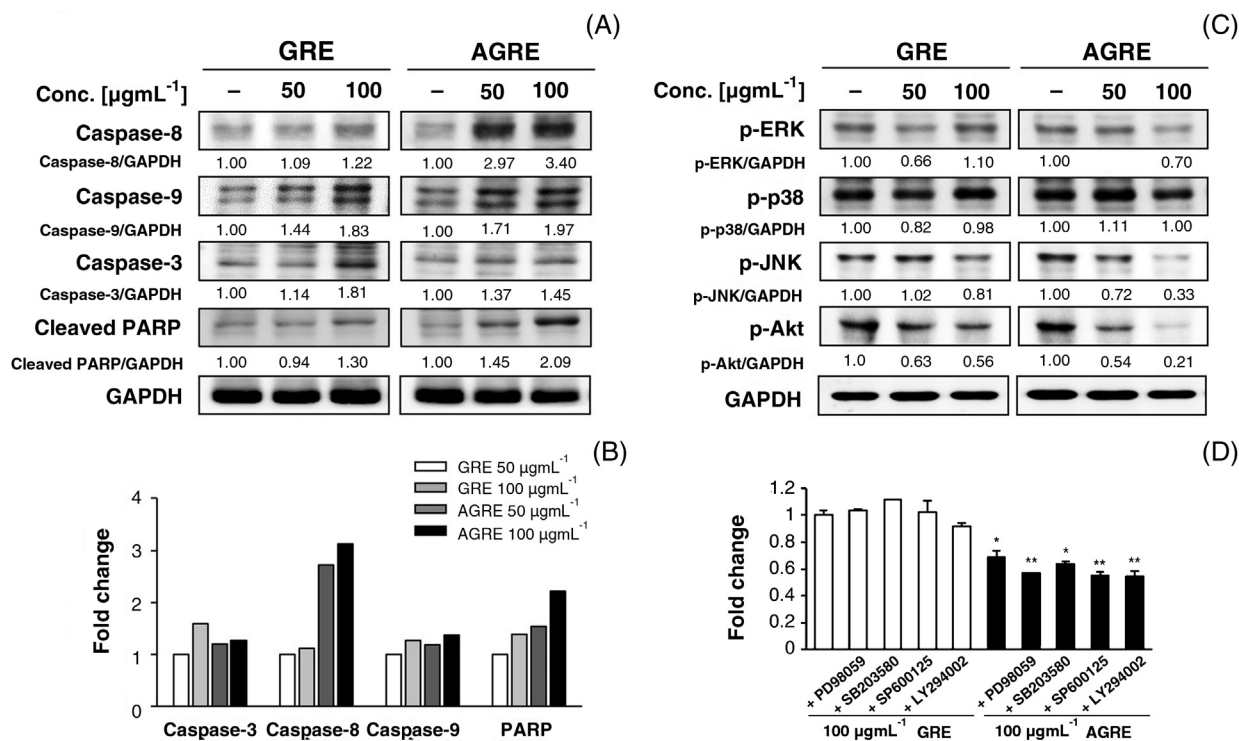 (A)
GRE AGRE
Conc. [µgmL⁻¹] – 50 100 – 50 100
Caspase-8
Caspase-8/GAPDH 1.00 1.09 1.22 1.00 2.97 3.40
Caspase-9
Caspase-9/GAPDH 1.00 1.44 1.83 1.00 1.71 1.97
Caspase-3
Caspase-3/GAPDH 1.00 1.14 1.81 1.00 1.37 1.45
Cleaved PARP
Cleaved PARP/GAPDH 1.00 0.94 1.30 1.00 1.45 2.09
GAPDH
(C)
GRE AGRE
Conc. [µgmL⁻¹] – 50 100 – 50 100
p-ERK
p-ERK/GAPDH 1.00 0.66 1.10 1.00 0.70
p-p38
p-p38/GAPDH 1.00 0.82 0.98 1.00 1.11 1.00
p-JNK
p-JNK/GAPDH 1.00 1.02 0.81 1.00 0.72 0.33
p-Akt
p-Akt/GAPDH 1.0 0.63 0.56 1.00 0.54 0.21
GAPDH
(B)
GRE 50 µgmL⁻¹
GRE 100 µgmL⁻¹
AGRE 50 µgmL⁻¹
AGRE 100 µgmL⁻¹
Fold change
4
3
2
1
0
Caspase-3 Caspase-8 Caspase-9 PARP
(D)
Fold change
1.2
1.0
0.8
0.6
0.4
0.2
0
* ** * ** **
+ PD98059
+ SB203580
+ SP600125
+ LY294002
+ PD98059
+ SB203580
+ SP600125
+ LY294002
100 µgmL⁻¹ GRE 100 µgmL⁻¹ AGRE